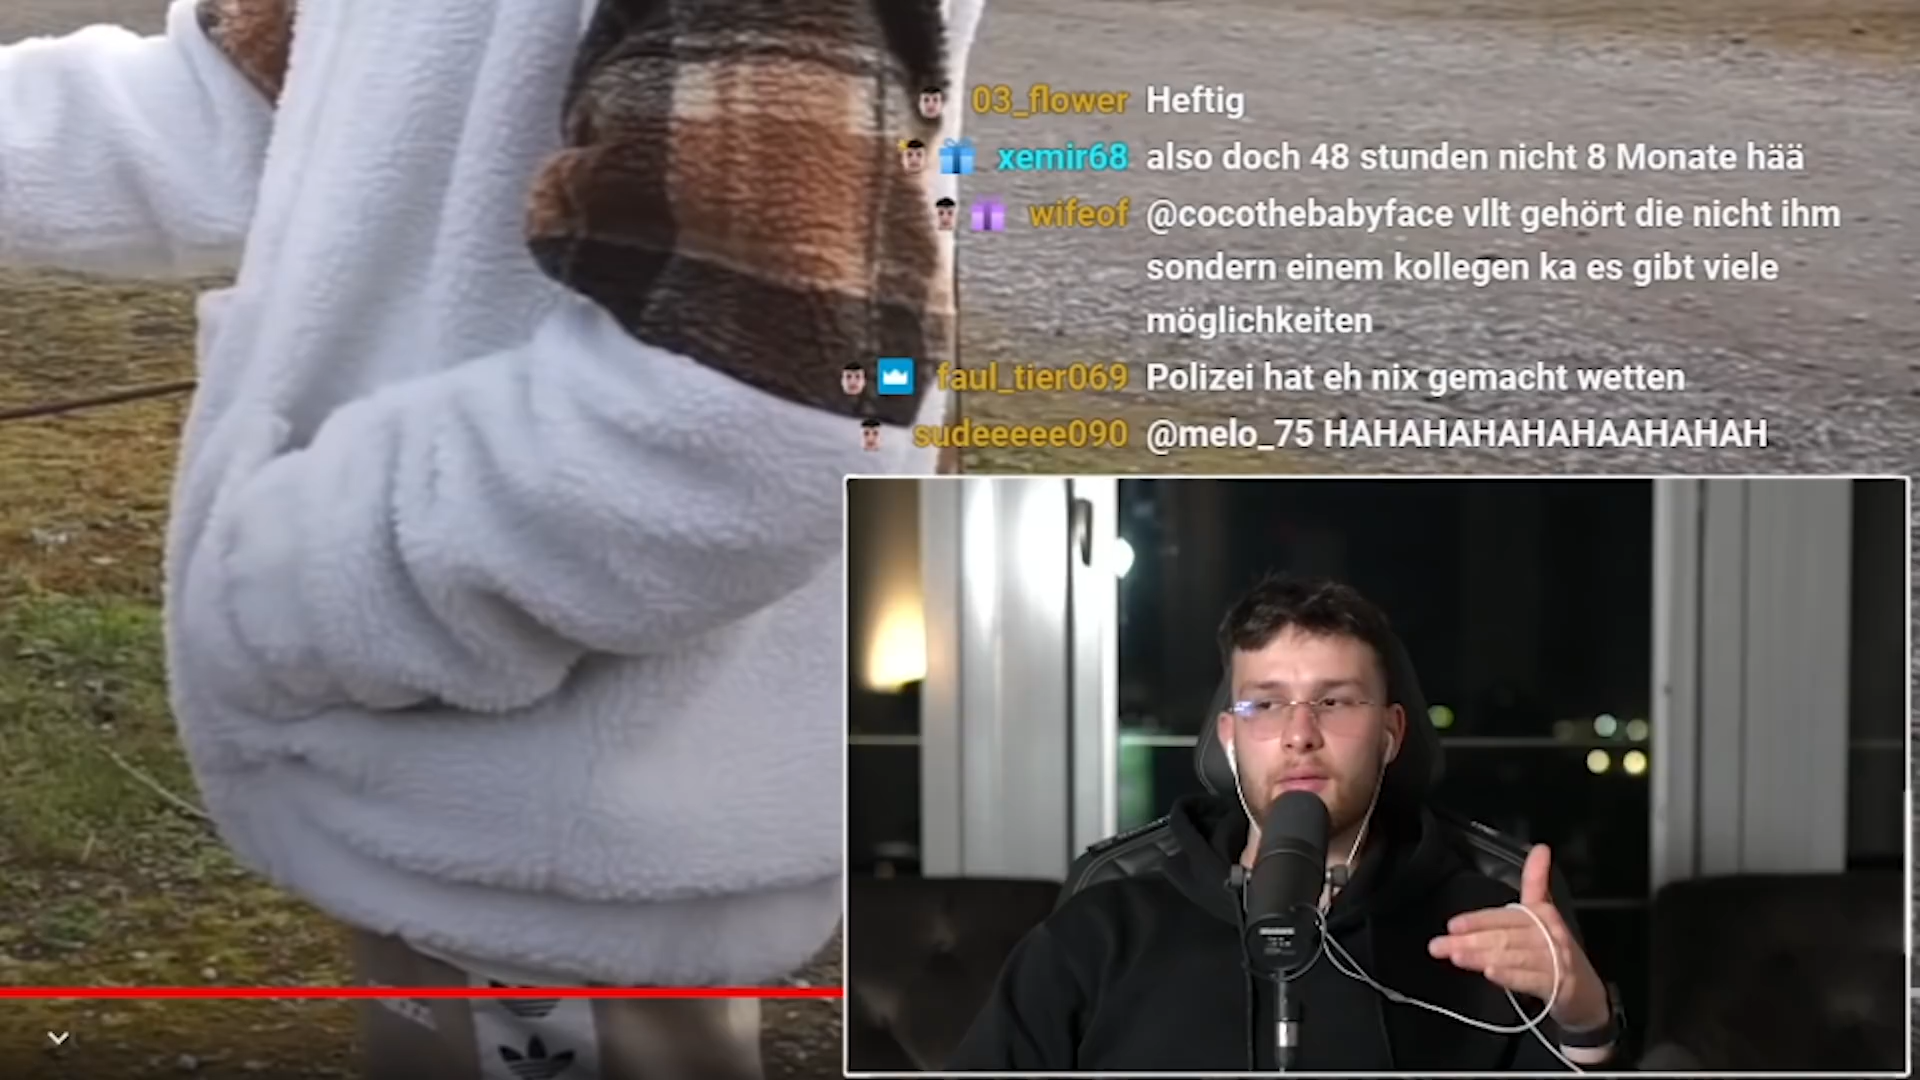 03_flower Heftig
xemir68 also doch 48 stunden nicht 8 Monate hää
wifeof @cocothebabyface vllt gehört die nicht ihm
sondern einem kollegen ka es gibt viele
möglichkeiten
faul_tier069 Polizei hat eh nix gemacht wetten
sudeeeee090 @melo_75 HAHAHAHAHAHAAHAHAH